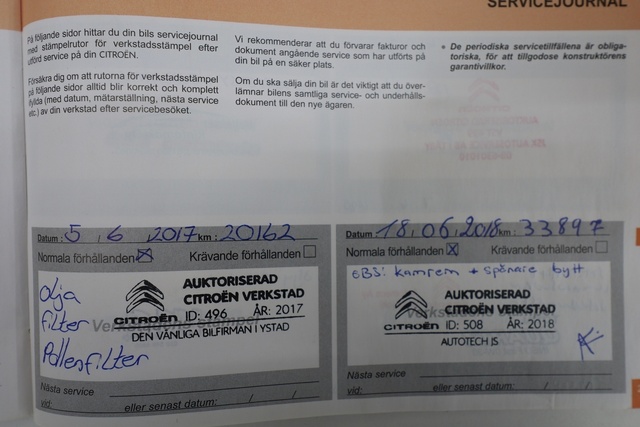 SERVICEJOURNAL
På följande sidor hittar du din bils servicejournal
med stämpelrutor för verkstadsstämpel efter
utförd service på din CITROËN.
Försäkra dig om att rutorna för verkstadsstämpel
på följande sidor alltid blir korrekt och komplett
ifyllda (med datum, mätarställning, nästa service
etc.) av din verkstad efter servicebesöket.
Vi rekommenderar att du förvarar fakturor och
dokument angående service som har utförts på
din bil på en säker plats.
Om du ska sälja din bil är det viktigt att du över-
lämnar bilens samtliga service- och underhålls-
dokument till den nye ägaren.
• De periodiska servicetillfällena är obliga-
toriska, för att tillgodose konstruktörens
garantivillkor.
Datum : 5 , 6 , 2017 km : 20162
Normala förhållanden Krävande förhållanden
Olja
filter
Pollenfilter
AUKTORISERAD
CITROËN VERKSTAD
CITROËN ID: 496 ÅR: 2017
DEN VÄNLIGA BILFIRMAN I YSTAD
Nästa service
vid: eller senast datum: / /
Datum : 18,06,2018 km : 33897
Normala förhållanden Krävande förhållanden
OBS! kamrem + spännare bytt
AUKTORISERAD
CITROËN VERKSTAD
CITROËN ID: 508 ÅR: 2018
AUTOTECH IS
Nästa service
vid: eller senast datum: / /